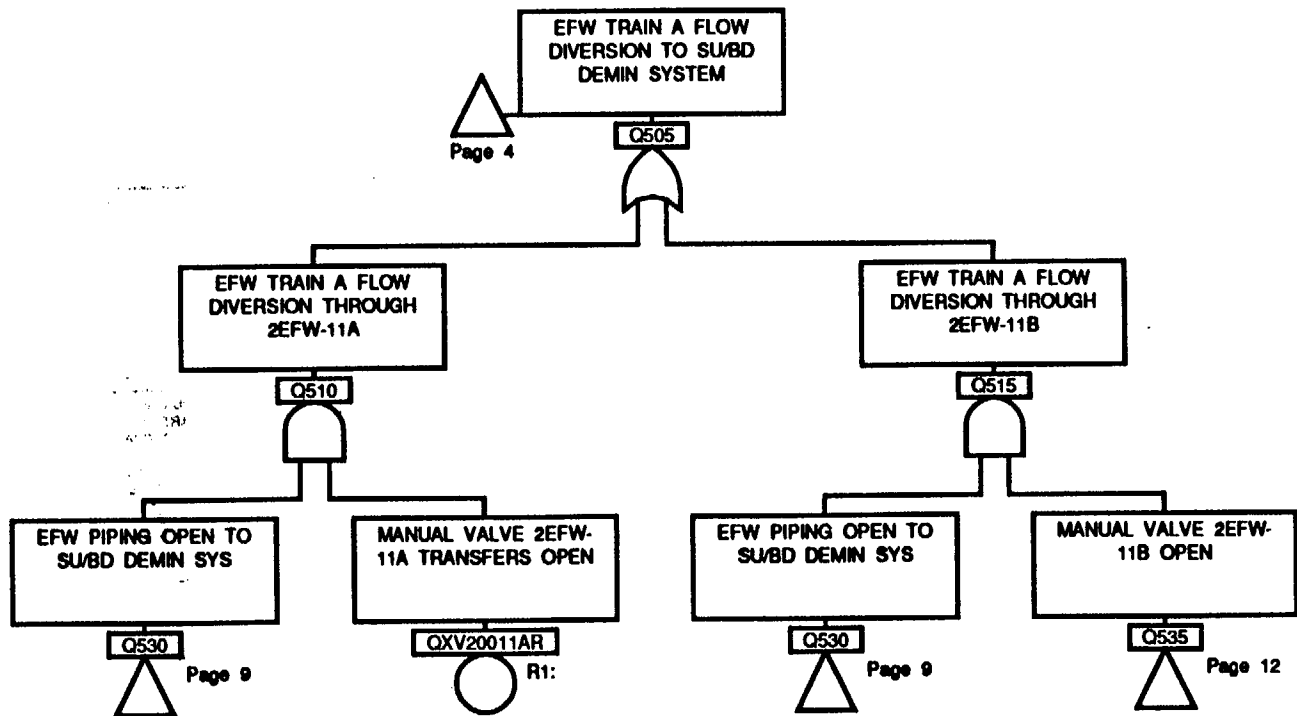 EFW TRAIN A FLOW
DIVERSION TO SU/BD
DEMIN SYSTEM
Page 4
Q505
EFW TRAIN A FLOW
DIVERSION THROUGH
2EFW-11A
Q510
EFW TRAIN A FLOW
DIVERSION THROUGH
2EFW-11B
Q515
EFW PIPING OPEN TO
SU/BD DEMIN SYS
Q530
Page 9
MANUAL VALVE 2EFW-
11A TRANSFERS OPEN
QXV20011AR
R1:
EFW PIPING OPEN TO
SU/BD DEMIN SYS
Q530
Page 9
MANUAL VALVE 2EFW-
11B OPEN
Q535
Page 12